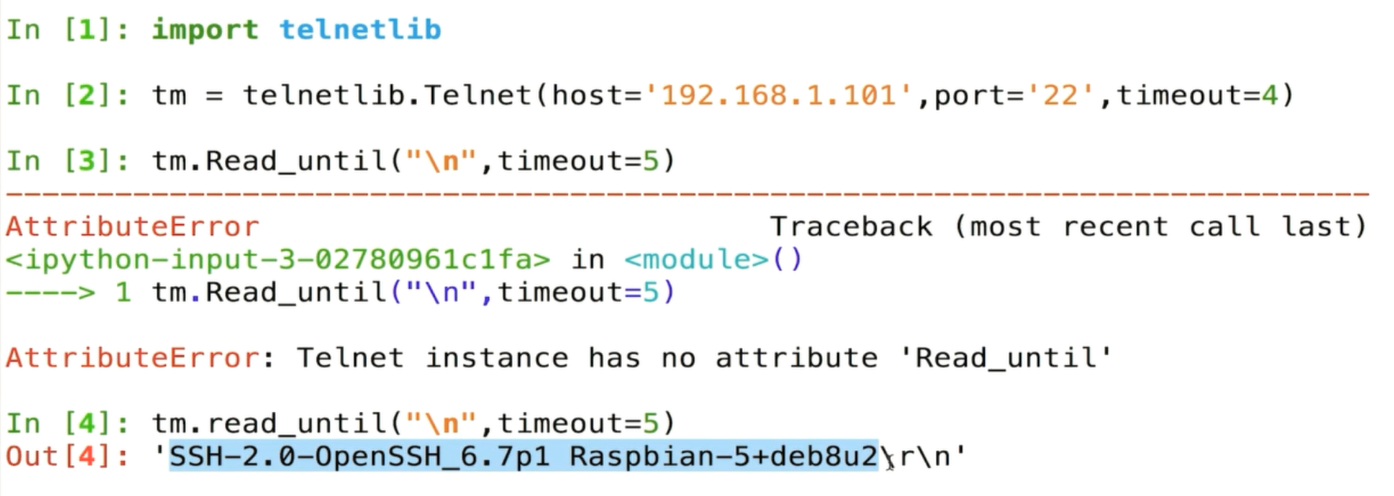 In [1]: import telnetlib
In [2]: tm = telnetlib.Telnet(host='192.168.1.101',port='22',timeout=4)
In [3]: tm.Read_until("\n",timeout=5)
---------------------------------------------------------------------------
AttributeError Traceback (most recent call last)
<ipython-input-3-02780961c1fa> in <module>()
----> 1 tm.Read_until("\n",timeout=5)
AttributeError: Telnet instance has no attribute 'Read_until'
In [4]: tm.read_until("\n",timeout=5)
Out[4]: 'SSH-2.0-OpenSSH_6.7p1 Raspbian-5+deb8u2\r\n'